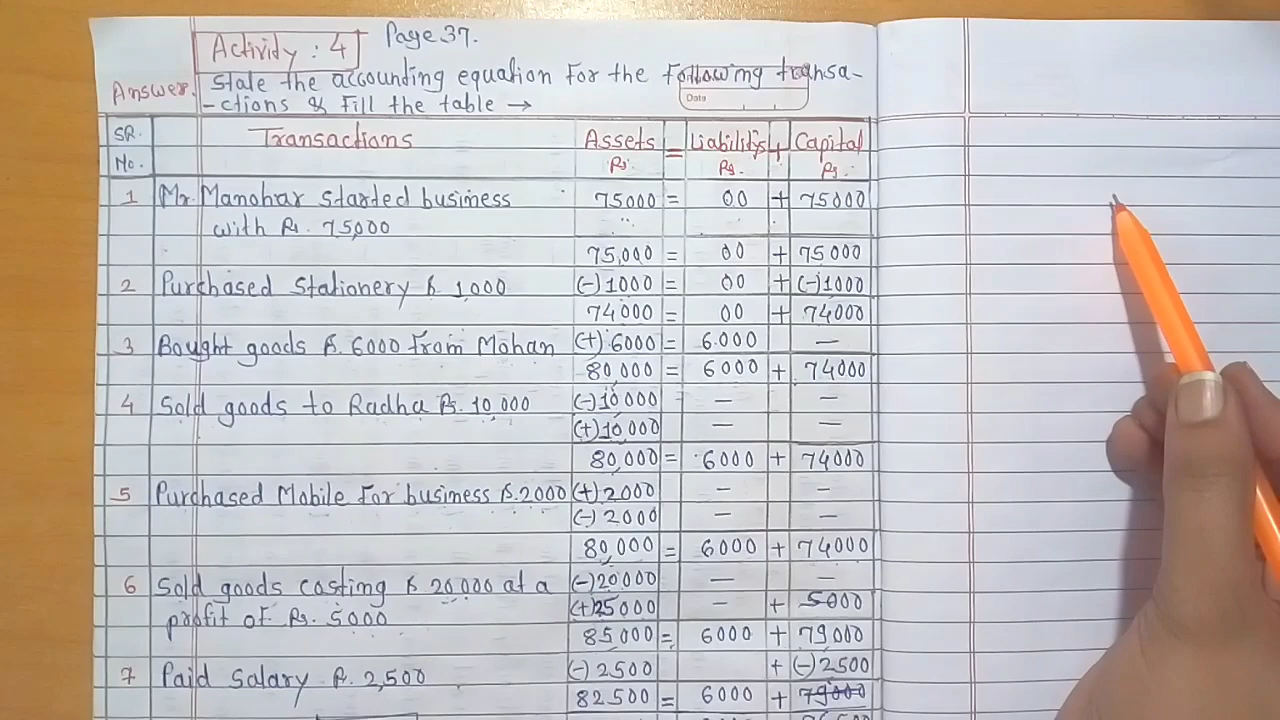 Activity : 4 Page 37.
Answer. State the accounting equation For the Following transa-
-ctions & Fill the table →
Data
SR. No. Transactions Assets Rs. = Liability Rs. + Capital Rs.
1 Mr. Manohar started business 75000 = 00 + 75000
with Rs. 75,000
75,000 = 00 + 75000
2 Purchased Stationery Rs. 1,000 (-)1000 = 00 + (-)1000
74000 = 00 + 74000
3 Bought goods Rs. 6000 From Mohan (+) 6000 = 6000 —
80,000 = 6000 + 74000
4 Sold goods to Radha Rs. 10,000 (-)10,000 — —
(+)10,000 — —
80,000 = 6000 + 74000
5 Purchased Mobile For business Rs. 2000 (+)2000 — —
(-)2000 — —
80,000 = 6000 + 74000
6 Sold goods costing Rs. 20,000 at a (-)20000 — —
profit of Rs. 5000 (+)25000 — + 5000
85000 = 6000 + 79000
7 Paid Salary Rs. 2,500 (-)2500 + (-)2500
82500 = 6000 + 79000